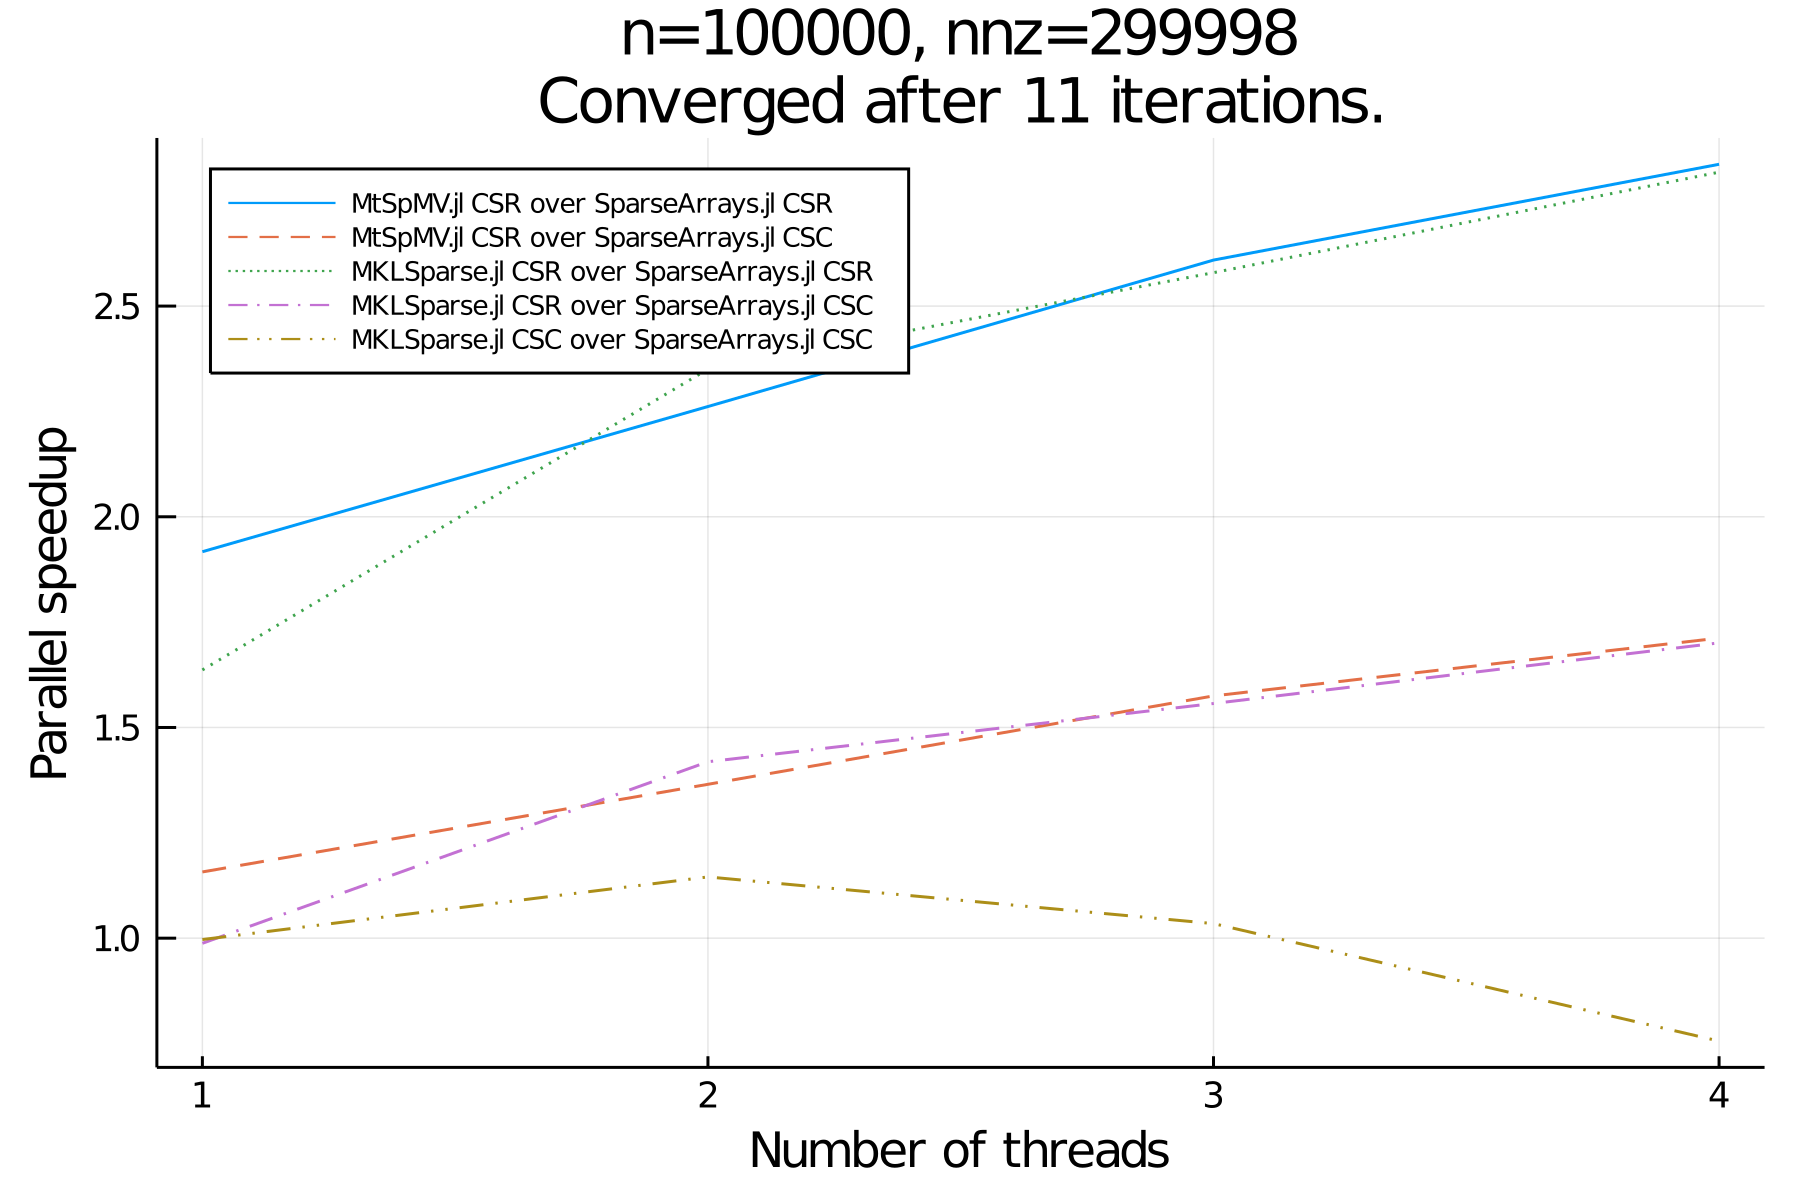 n=100000, nnz=299998
Converged after 11 iterations.
MtSpMV.jl CSR over SparseArrays.jl CSR
MtSpMV.jl CSR over SparseArrays.jl CSC
MKLSparse.jl CSR over SparseArrays.jl CSR
MKLSparse.jl CSR over SparseArrays.jl CSC
MKLSparse.jl CSC over SparseArrays.jl CSC
Parallel speedup
2.5
2.0
1.5
1.0
1 2 3 4
Number of threads